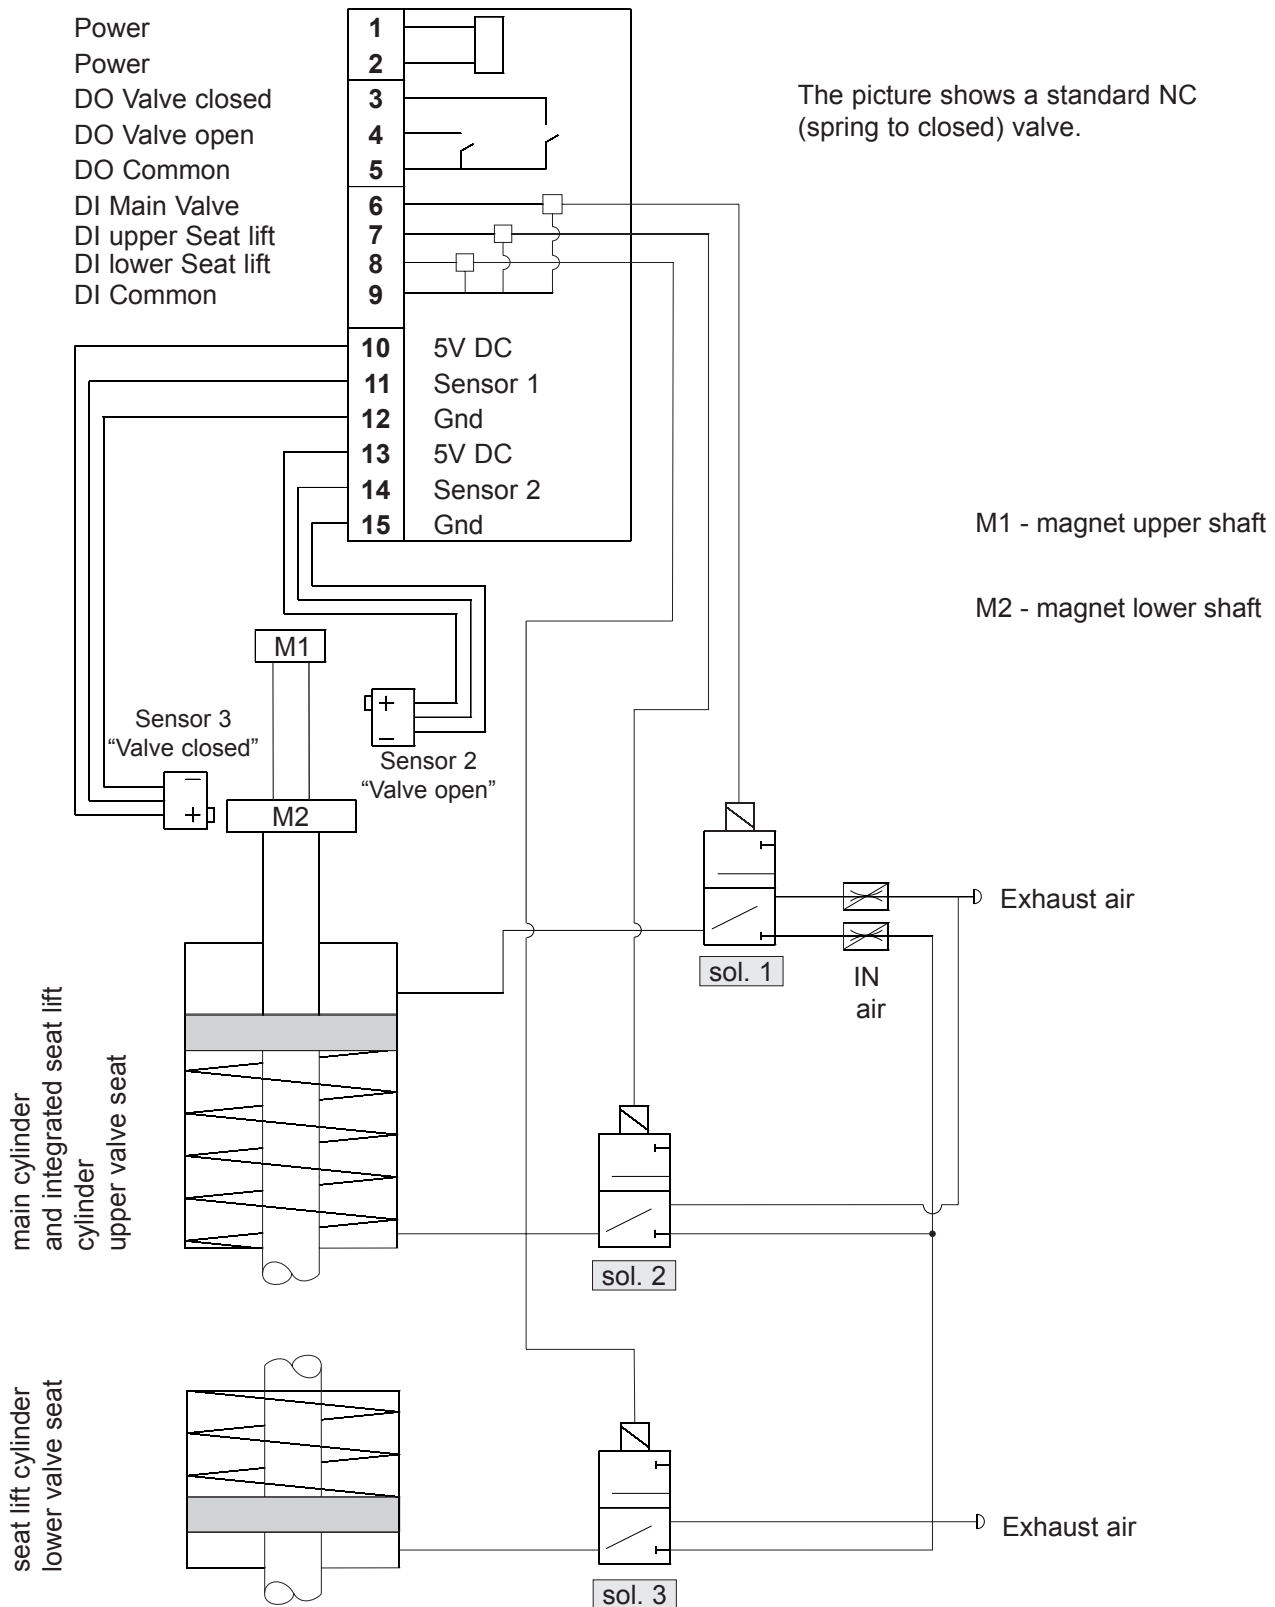 Power 1
Power 2
DO Valve closed 3
DO Valve open 4
DO Common 5
DI Main Valve 6
DI upper Seat lift 7
DI lower Seat lift 8
DI Common 9
10 5V DC
11 Sensor 1
12 Gnd
13 5V DC
14 Sensor 2
15 Gnd
The picture shows a standard NC
(spring to closed) valve.
M1 - magnet upper shaft
M2 - magnet lower shaft
M1
Sensor 3
“Valve closed”
−
+
+
−
Sensor 2
“Valve open”
M2
Exhaust air
sol. 1
IN
air
main cylinder
and integrated seat lift
cylinder
upper valve seat
sol. 2
seat lift cylinder
lower valve seat
Exhaust air
sol. 3